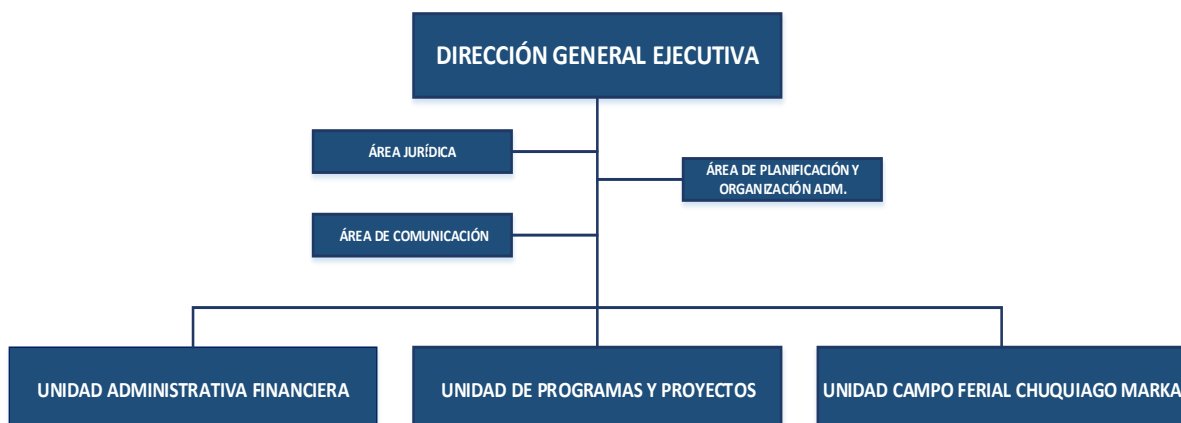 DIRECCIÓN GENERAL EJECUTIVA
ÁREA JURÍDICA
ÁREA DE PLANIFICACIÓN Y
ORGANIZACIÓN ADM.
ÁREA DE COMUNICACIÓN
UNIDAD ADMINISTRATIVA FINANCIERA
UNIDAD DE PROGRAMAS Y PROYECTOS
UNIDAD CAMPO FERIAL CHUQUIAGO MARKA